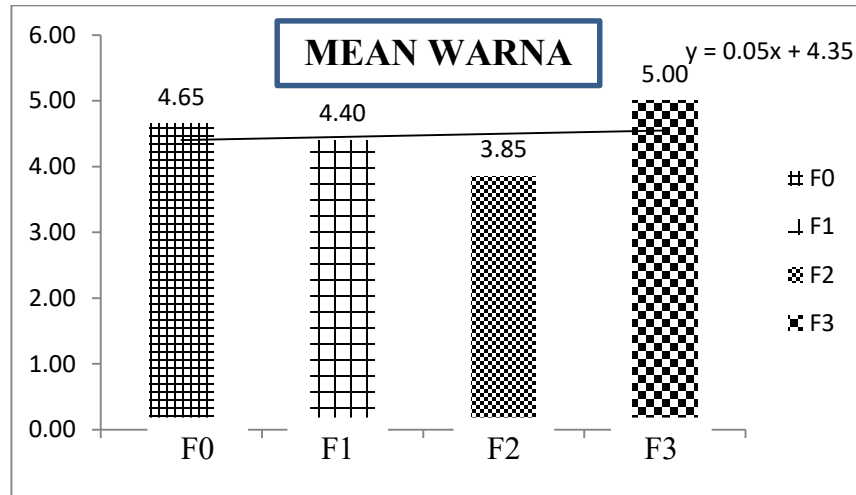 MEAN WARNA
y = 0.05x + 4.35
6.00
5.00
4.00
3.00
2.00
1.00
0.00
4.65
4.40
3.85
5.00
F0
F1
F2
F3
F0
F1
F2
F3